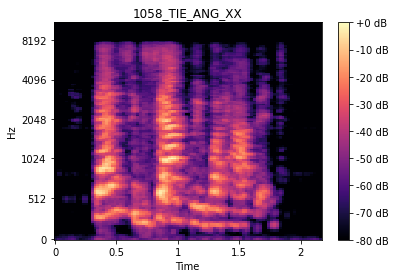 1058_TIE_ANG_XX
+0 dB
8192
-10 dB
4096
-20 dB
-30 dB
2048
-40 dB
Hz
1024
-50 dB
512
-60 dB
-70 dB
0
-80 dB
0
0.5
1
1.5
2
Time